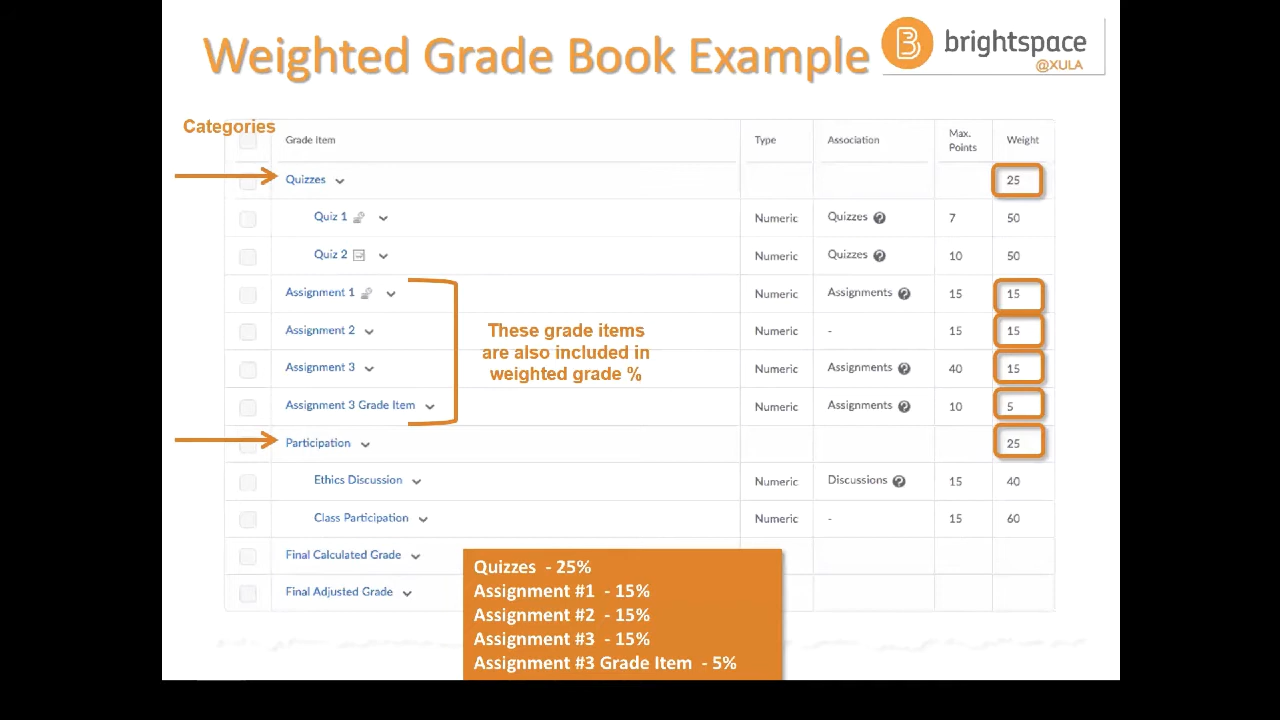 Weighted Grade Book Example
brightspace
@XULA
Categories
Grade Item Type Association Max. Points Weight
Quizzes 25
Quiz 1 Numeric Quizzes 7 50
Quiz 2 Numeric Quizzes 10 50
Assignment 1 Numeric Assignments 15 15
Assignment 2 Numeric - 15 15
Assignment 3 Numeric Assignments 40 15
Assignment 3 Grade Item Numeric Assignments 10 5
These grade items
are also included in
weighted grade %
Participation 25
Ethics Discussion Numeric Discussions 15 40
Class Participation Numeric - 15 60
Final Calculated Grade
Final Adjusted Grade
Quizzes - 25%
Assignment #1 - 15%
Assignment #2 - 15%
Assignment #3 - 15%
Assignment #3 Grade Item - 5%